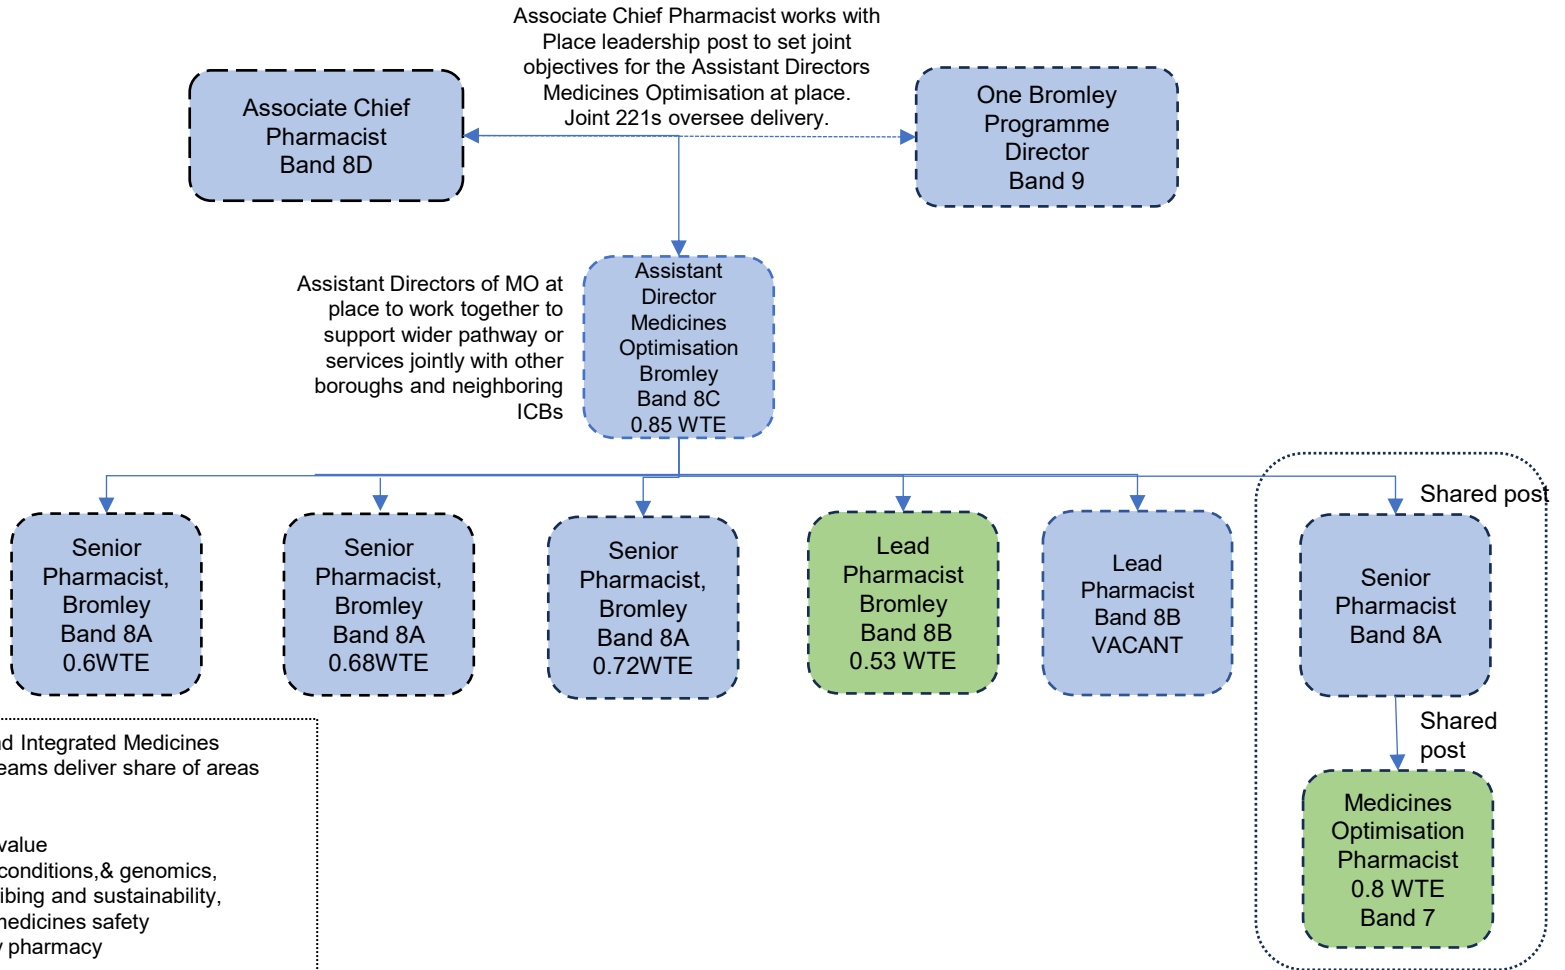 Associate Chief Pharmacist works with
Place leadership post to set joint
objectives for the Assistant Directors
Medicines Optimisation at place.
Joint 221s oversee delivery.
Associate Chief
Pharmacist
Band 8D
One Bromley
Programme
Director
Band 9
Assistant Directors of MO at
place to work together to
support wider pathway or
services jointly with other
boroughs and neighboring
ICBs
Assistant
Director
Medicines
Optimisation
Bromley
Band 8C
0.85 WTE
Senior
Pharmacist,
Bromley
Band 8A
0.6WTE
Senior
Pharmacist,
Bromley
Band 8A
0.68WTE
Senior
Pharmacist,
Bromley
Band 8A
0.72WTE
Lead
Pharmacist
Bromley
Band 8B
0.53 WTE
Lead
Pharmacist
Band 8B
VACANT
Shared post
Senior
Pharmacist
Band 8A
Shared
post
Medicines
Optimisation
Pharmacist
0.8 WTE
Band 7
Integrated Medicines
deliver share of areas
value
conditions,& genomics,
and sustainability,
medicines safety
pharmacy